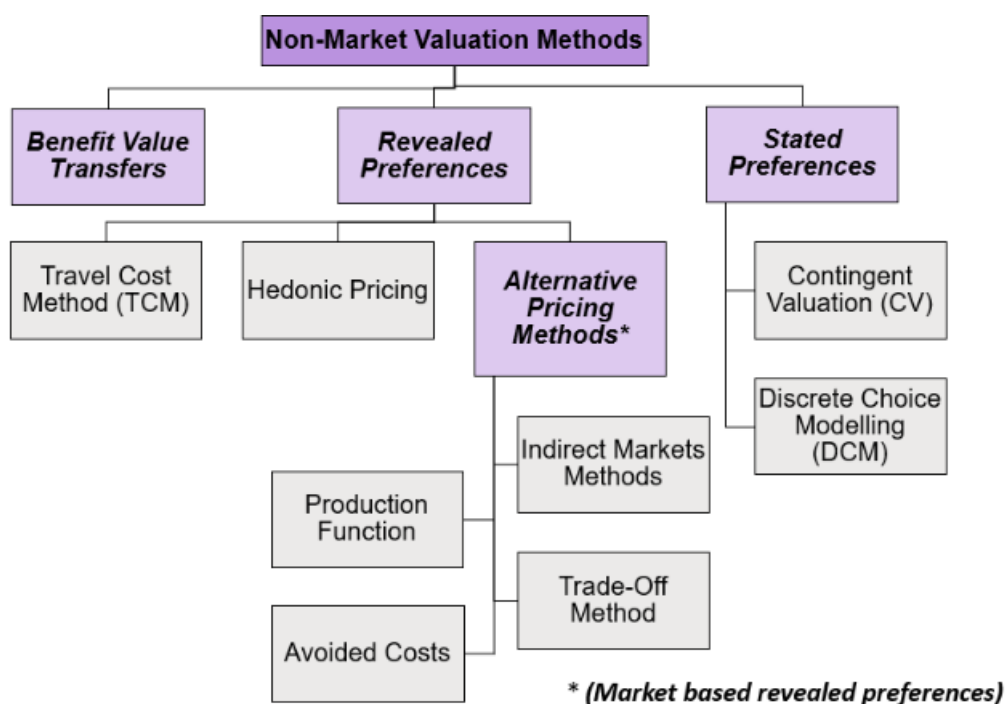 Non-Market Valuation Methods
Benefit Value
Transfers
Revealed
Preferences
Stated
Preferences
Travel Cost
Method (TCM)
Hedonic Pricing
Alternative
Pricing
Methods*
Contingent
Valuation (CV)
Discrete Choice
Modelling
(DCM)
Indirect Markets
Methods
Production
Function
Trade-Off
Method
Avoided Costs
* (Market based revealed preferences)